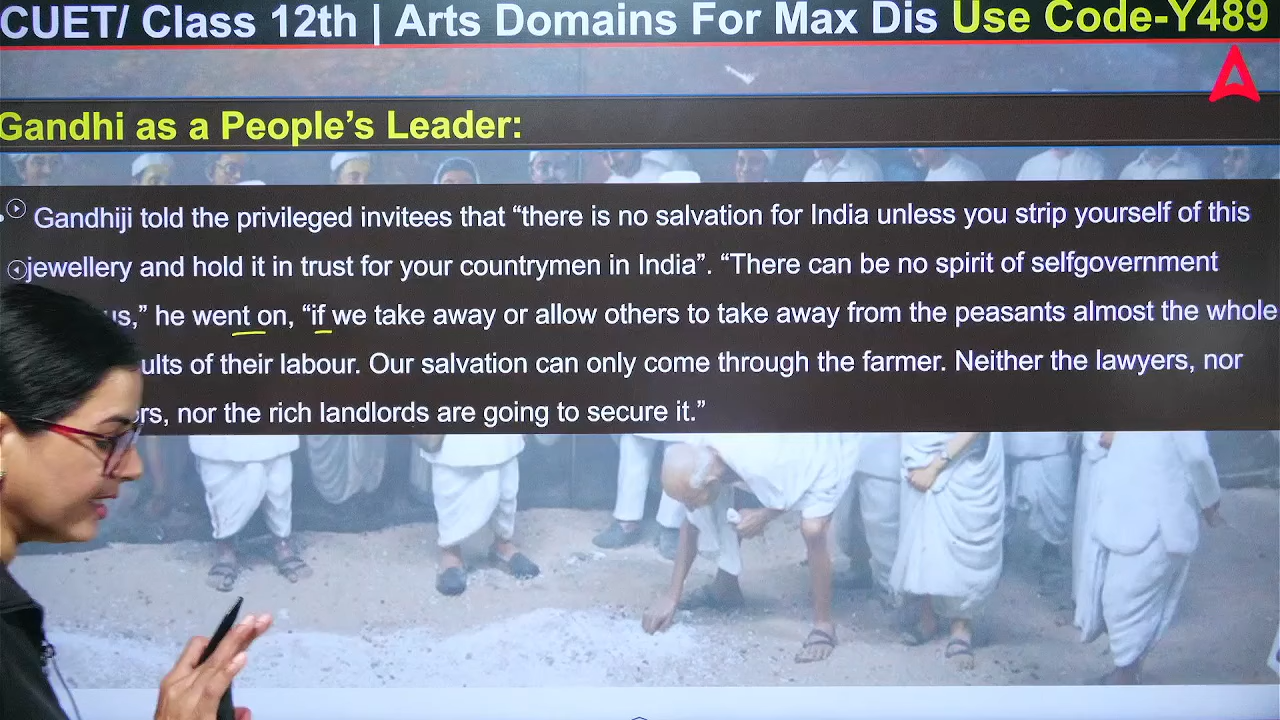 CUET/ Class 12th | Arts Domains For Max Dis Use Code-Y489
Gandhi as a People's Leader:
Gandhiji told the privileged invitees that “there is no salvation for India unless you strip yourself of this
jewellery and hold it in trust for your countrymen in India”. “There can be no spirit of selfgovernment
us,” he went on, “if we take away or allow others to take away from the peasants almost the whole
of their labour. Our salvation can only come through the farmer. Neither the lawyers, nor
nor the rich landlords are going to secure it.”